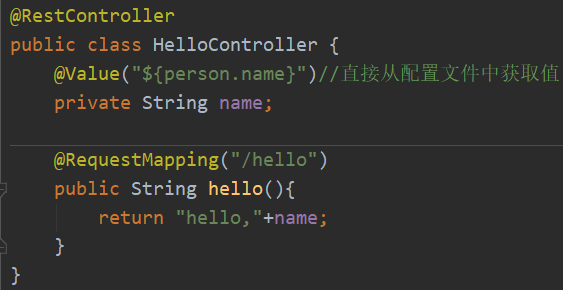 @RestController
public class HelloController {
@Value("${person.name}")//直接从配置文件中获取值
private String name;
@RequestMapping("/hello")
public String hello(){
return "hello,"+name;
}
}